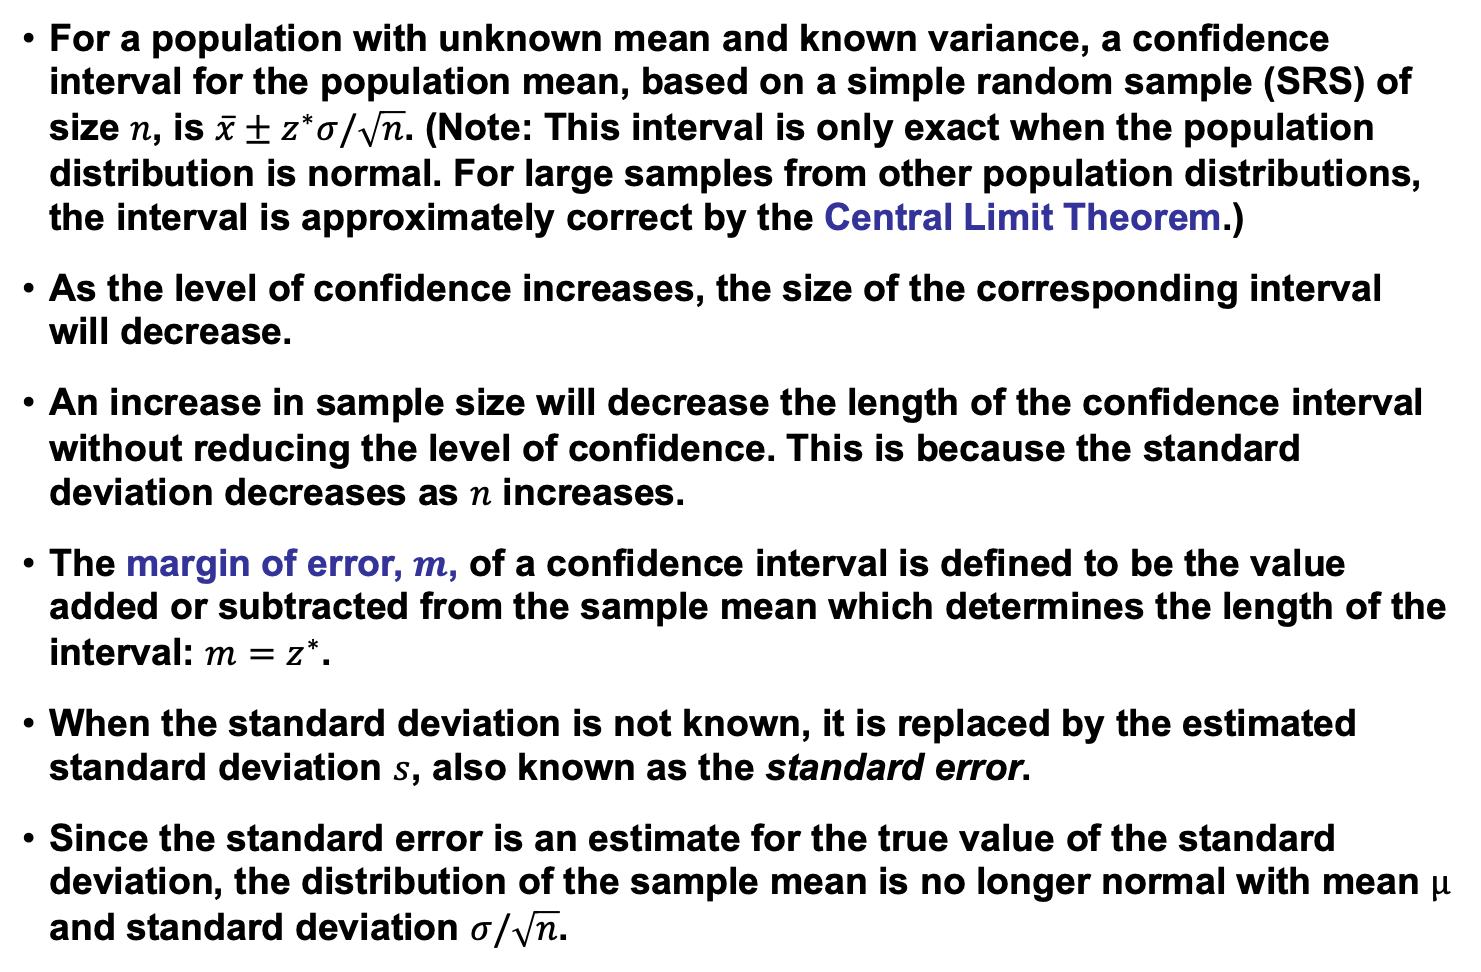 • For a population with unknown mean and known variance, a confidence
interval for the population mean, based on a simple random sample (SRS) of
size n, is x̄ ± z*σ/√n. (Note: This interval is only exact when the population
distribution is normal. For large samples from other population distributions,
the interval is approximately correct by the Central Limit Theorem.)
• As the level of confidence increases, the size of the corresponding interval
will decrease.
• An increase in sample size will decrease the length of the confidence interval
without reducing the level of confidence. This is because the standard
deviation decreases as n increases.
• The margin of error, m, of a confidence interval is defined to be the value
added or subtracted from the sample mean which determines the length of the
interval: m = z*.
• When the standard deviation is not known, it is replaced by the estimated
standard deviation s, also known as the standard error.
• Since the standard error is an estimate for the true value of the standard
deviation, the distribution of the sample mean is no longer normal with mean μ
and standard deviation σ/√n.